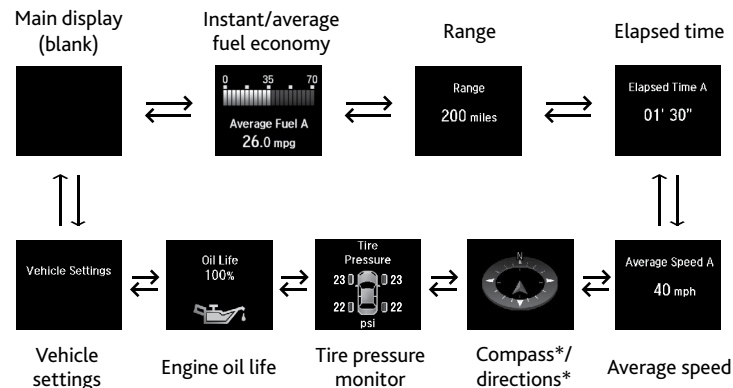 Main display
(blank)
Instant/average
fuel economy
Range
Elapsed time
0 35 70
Average Fuel A
26.0 mpg
Range
200 miles
Elapsed Time A
01' 30"
Vehicle Settings
Oil Life
100%
Tire
Pressure
23 23
22 22
psi
N
Average Speed A
40 mph
Vehicle
settings
Engine oil life
Tire pressure
monitor
Compass*/
directions*
Average speed